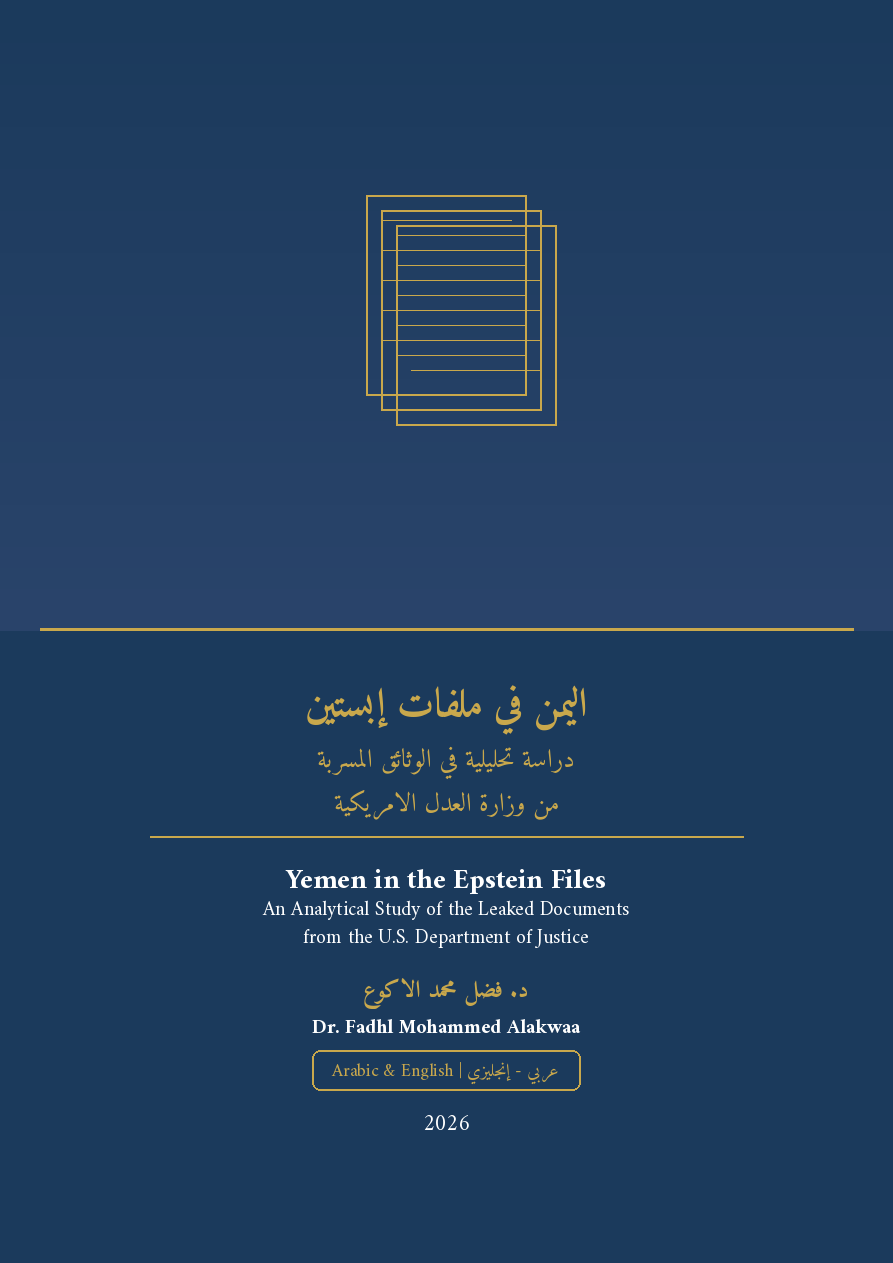 اليمن في ملفات إبستين
دراسة تحليلية في الوثائق المسربة
من وزارة العدل الامريكية
Yemen in the Epstein Files
An Analytical Study of the Leaked Documents
from the U.S. Department of Justice
د. فضل محمد الاكوع
Dr. Fadhl Mohammed Alakwaa
Arabic & English | عربي - إنجليزي
2026